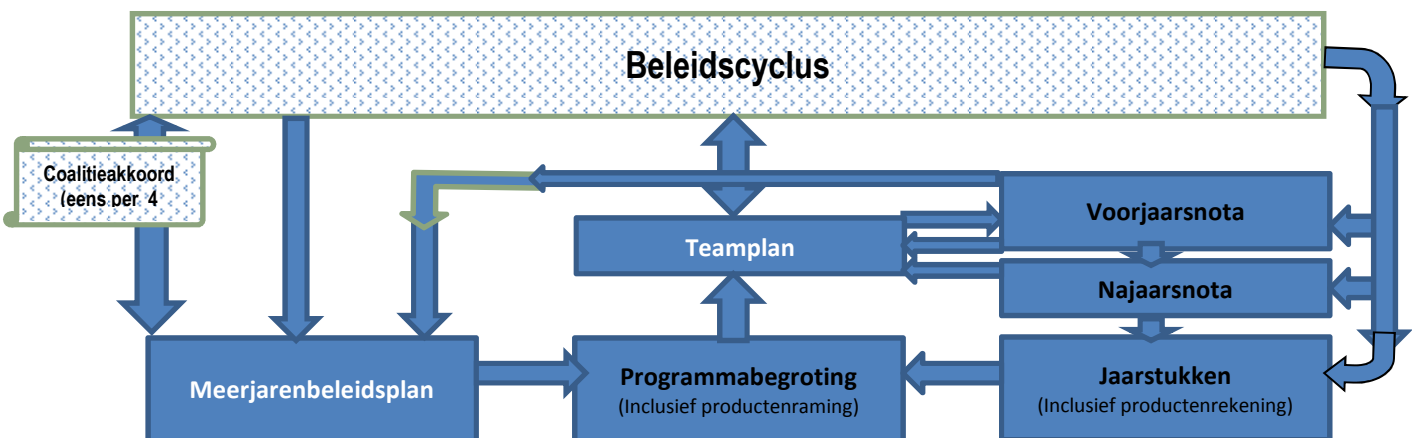 Beleidscyclus
Coalitieakkoord
(eens per 4
Voorjaarsnota
Teamplan
Najaarsnota
Meerjarenbeleidsplan
Programmabegroting
(Inclusief productenraming)
Jaarstukken
(Inclusief productenrekening)